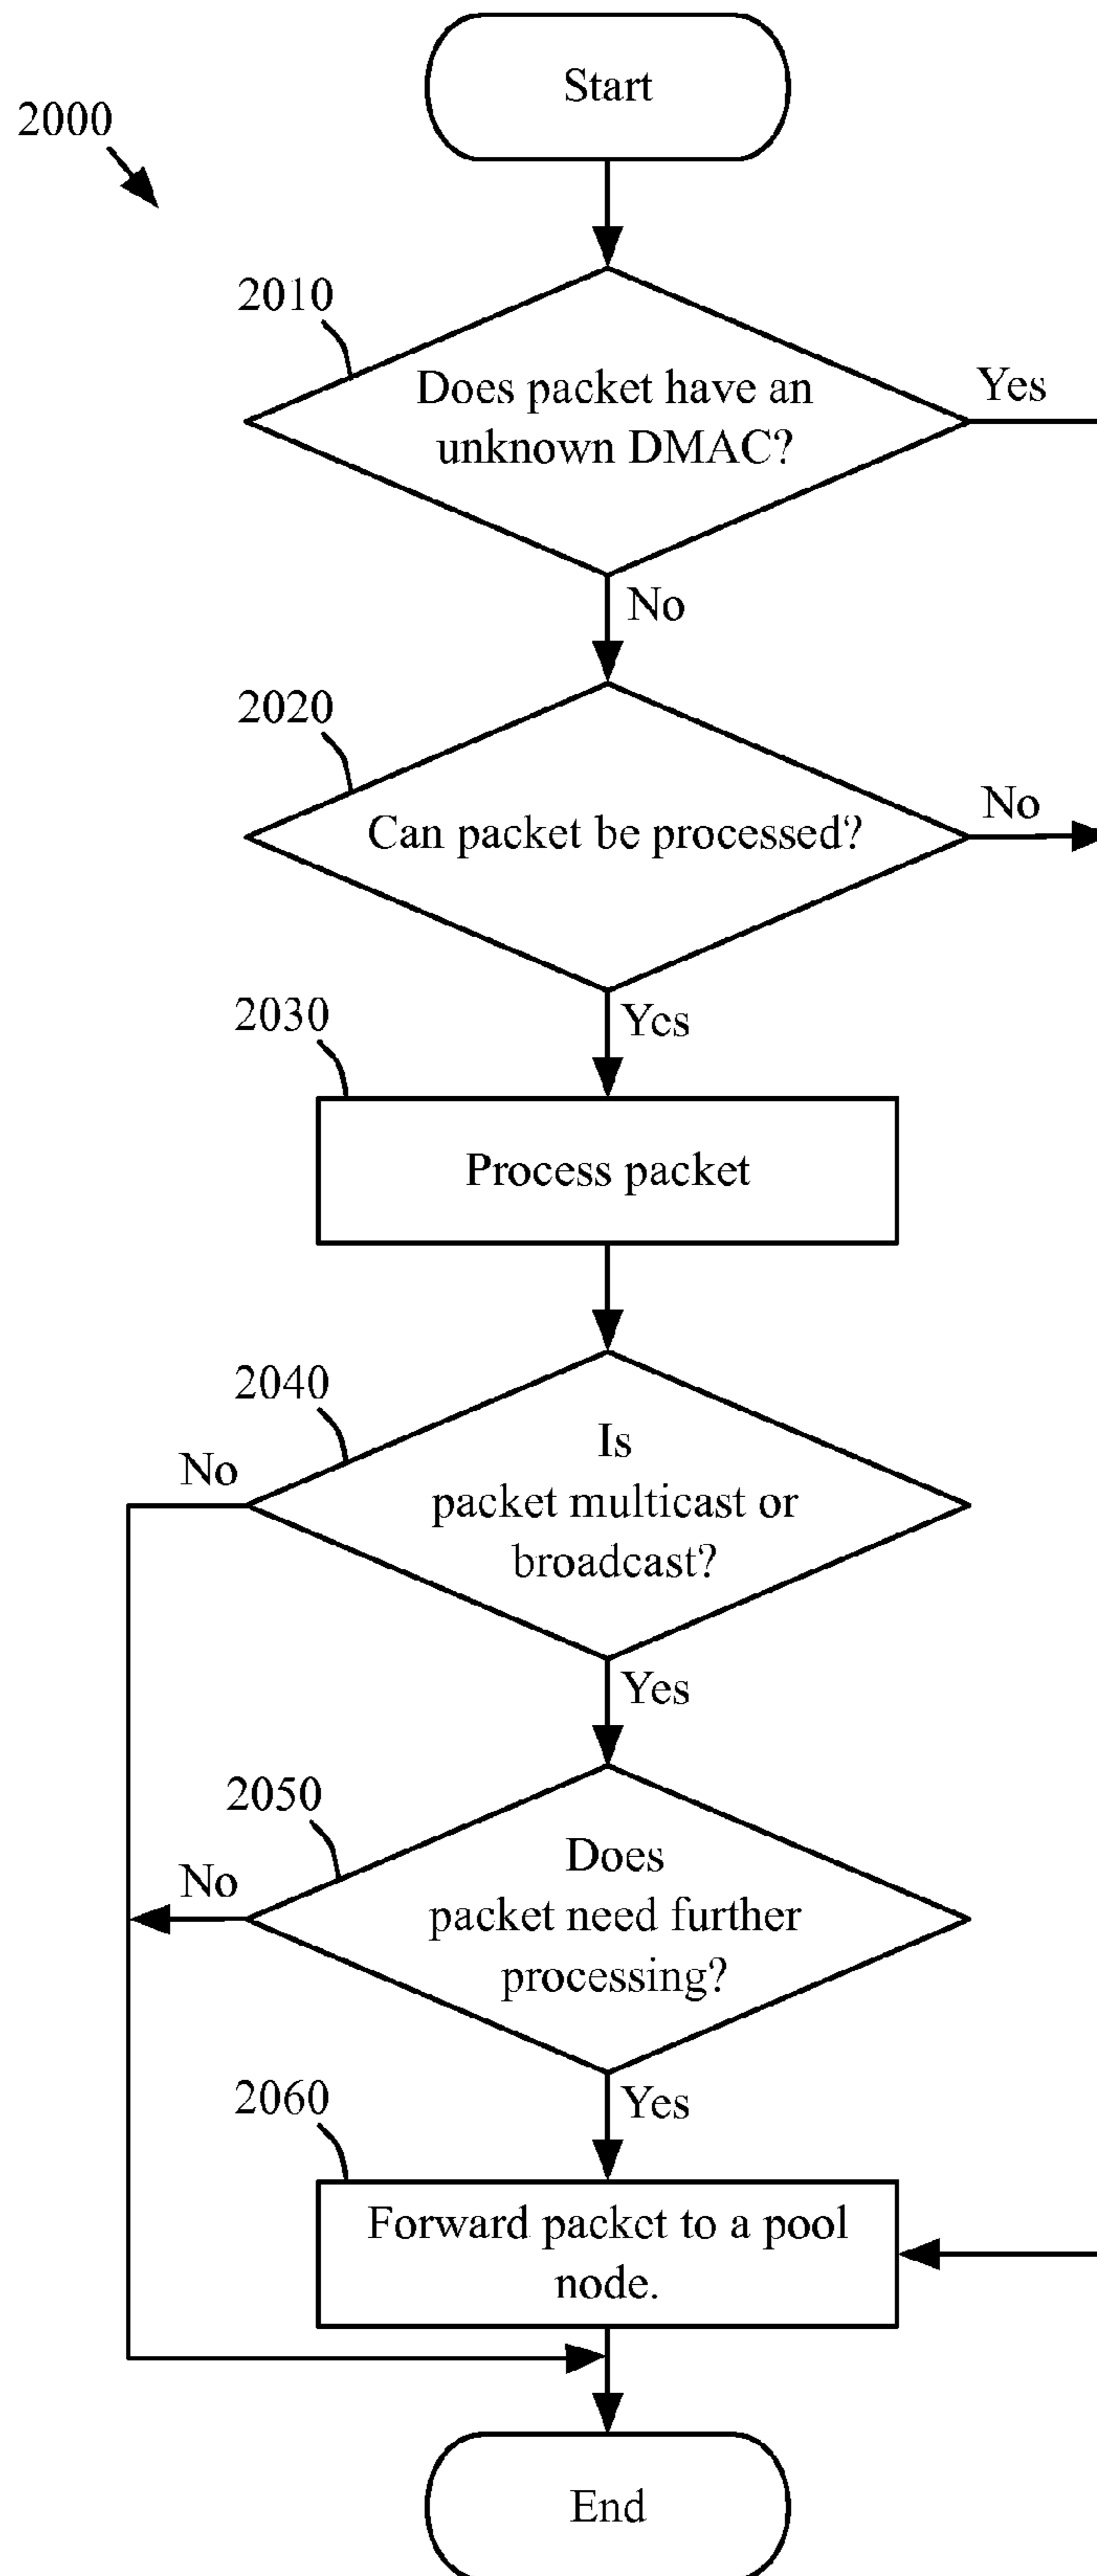 Start
2000
2010
Does packet have an
unknown DMAC?
Yes
No
2020
Can packet be processed?
No
Yes
2030
Process packet
2040
Is
packet multicast or
broadcast?
No
Yes
2050
Does
packet need further
processing?
No
Yes
2060
Forward packet to a pool
node.
End